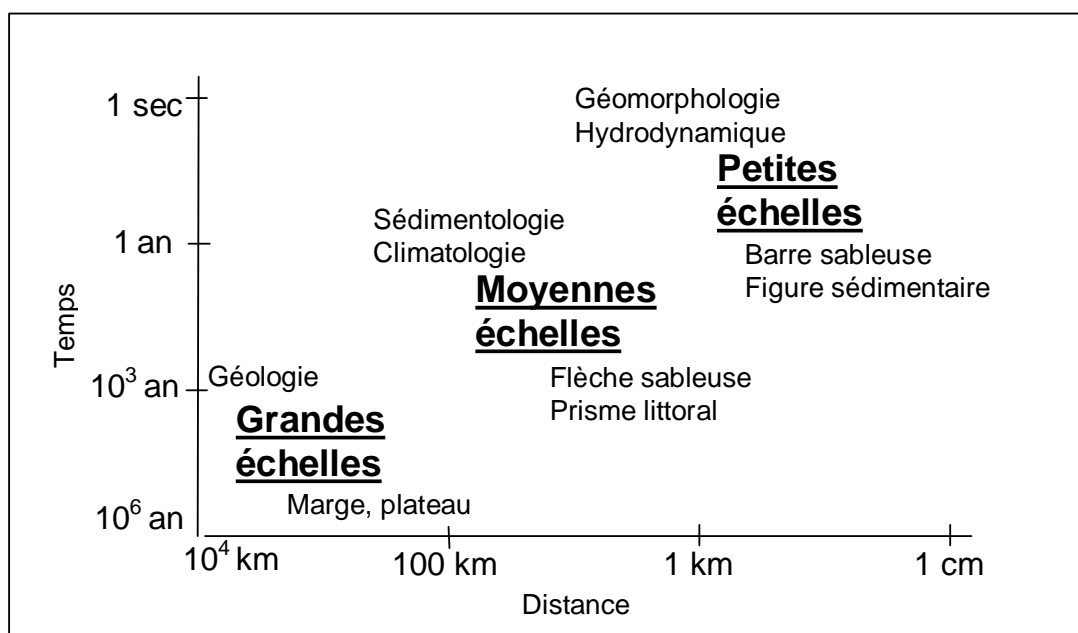 Géomorphologie
Hydrodynamique
Petites
échelles
Barre sableuse
Figure sédimentaire
Sédimentologie
Climatologie
Moyennes
échelles
Flèche sableuse
Prisme littoral
Géologie
Grandes
échelles
Marge, plateau
Temps
1 sec
1 an
10³ an
10⁶ an
10⁴ km
100 km
1 km
1 cm
Distance